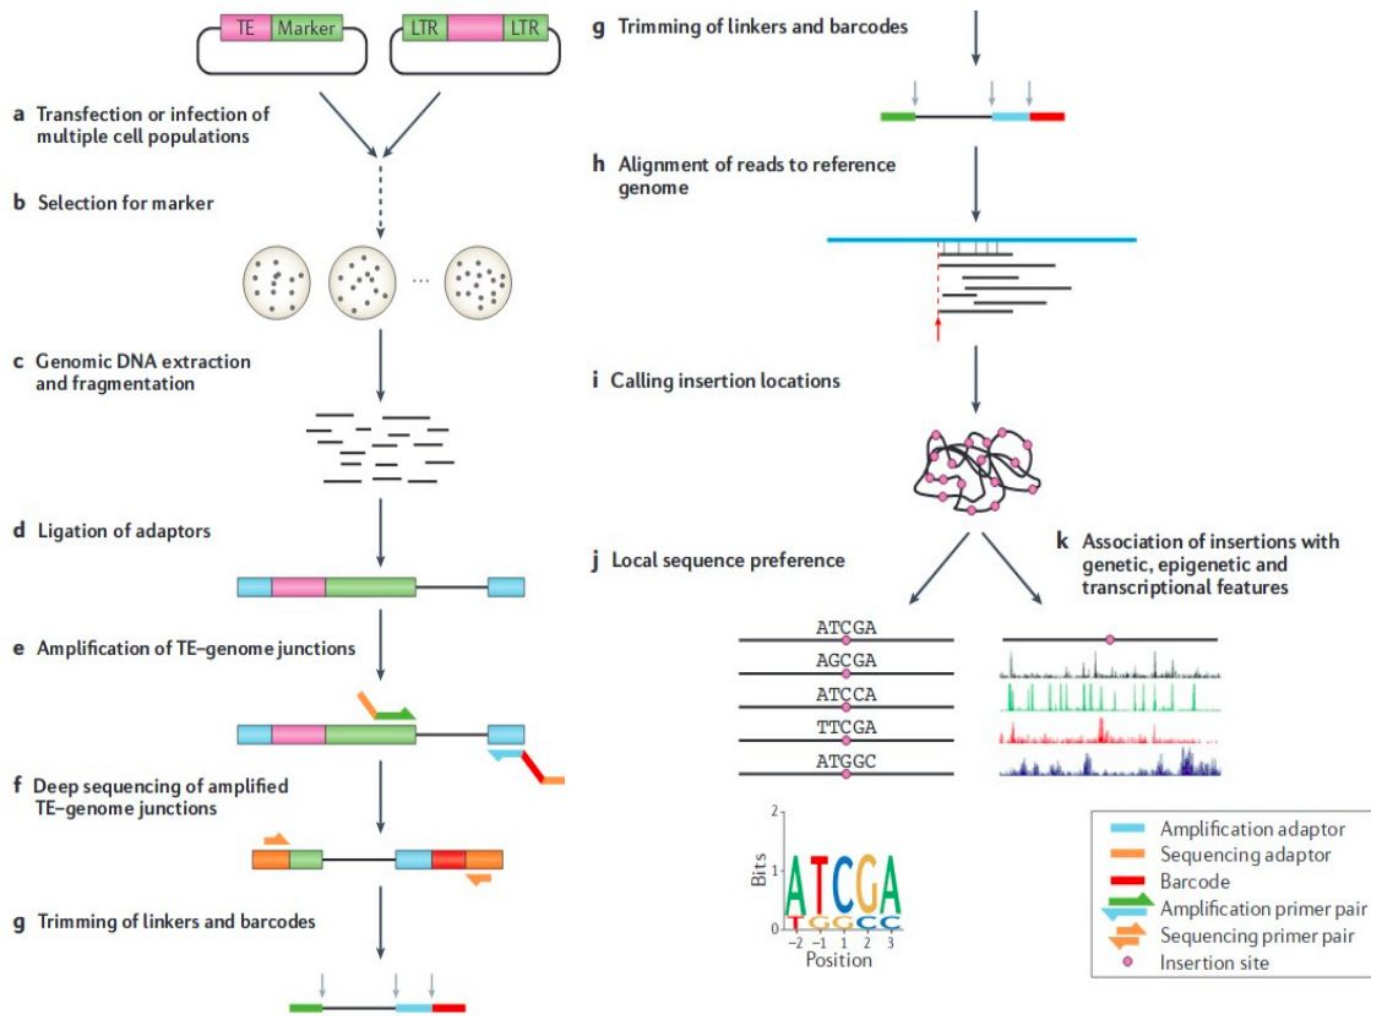 TE Marker
LTR LTR
a Transfection or infection of
multiple cell populations
b Selection for marker
...
c Genomic DNA extraction
and fragmentation
d Ligation of adaptors
e Amplification of TE–genome junctions
f Deep sequencing of amplified
TE–genome junctions
g Trimming of linkers and barcodes
g Trimming of linkers and barcodes
h Alignment of reads to reference
genome
i Calling insertion locations
j Local sequence preference
k Association of insertions with
genetic, epigenetic and
transcriptional features
ATCGA
AGCGA
ATCCA
TTCGA
ATGGC
2
1
0
Bits
ATCGA
TGGCC
-2 -1 1 2 3
Position
Amplification adaptor
Sequencing adaptor
Barcode
Amplification primer pair
Sequencing primer pair
Insertion site